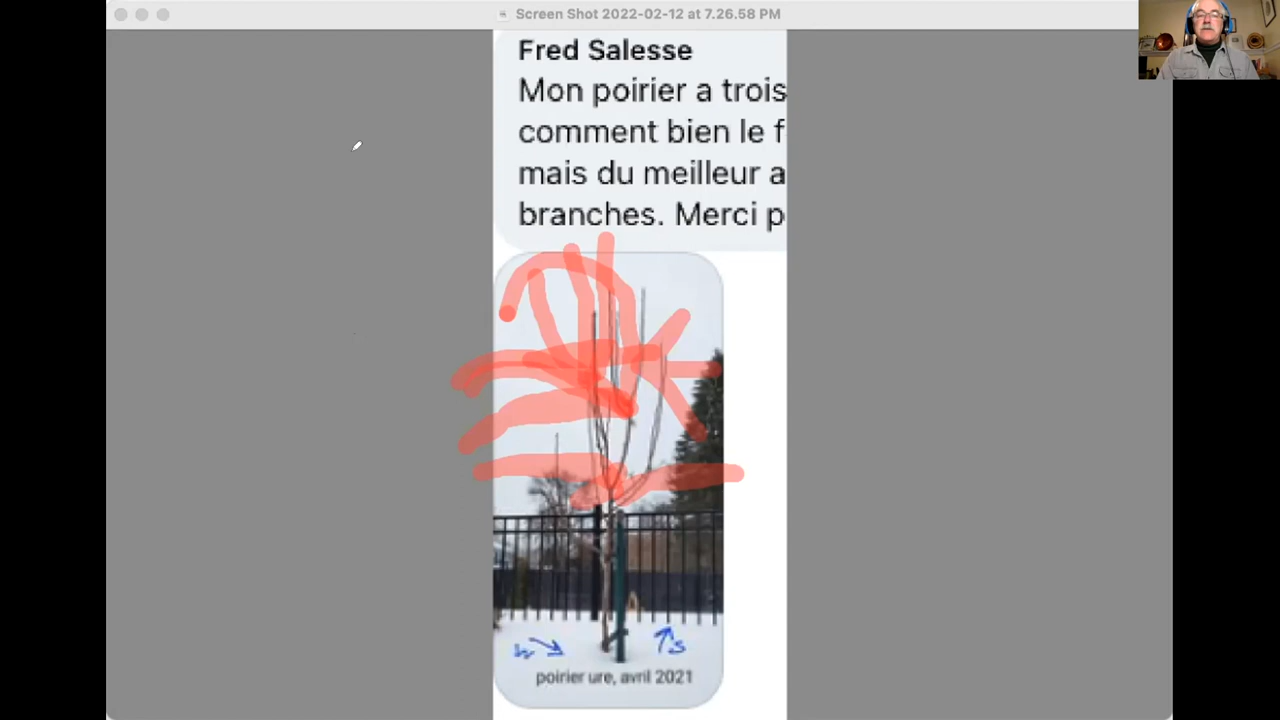 Screen Shot 2022-02-12 at 7.26.58 PM
Fred Salesse
Mon poirier a trois
comment bien le f
mais du meilleur a
branches. Merci p
S
poirier ure, avril 2021